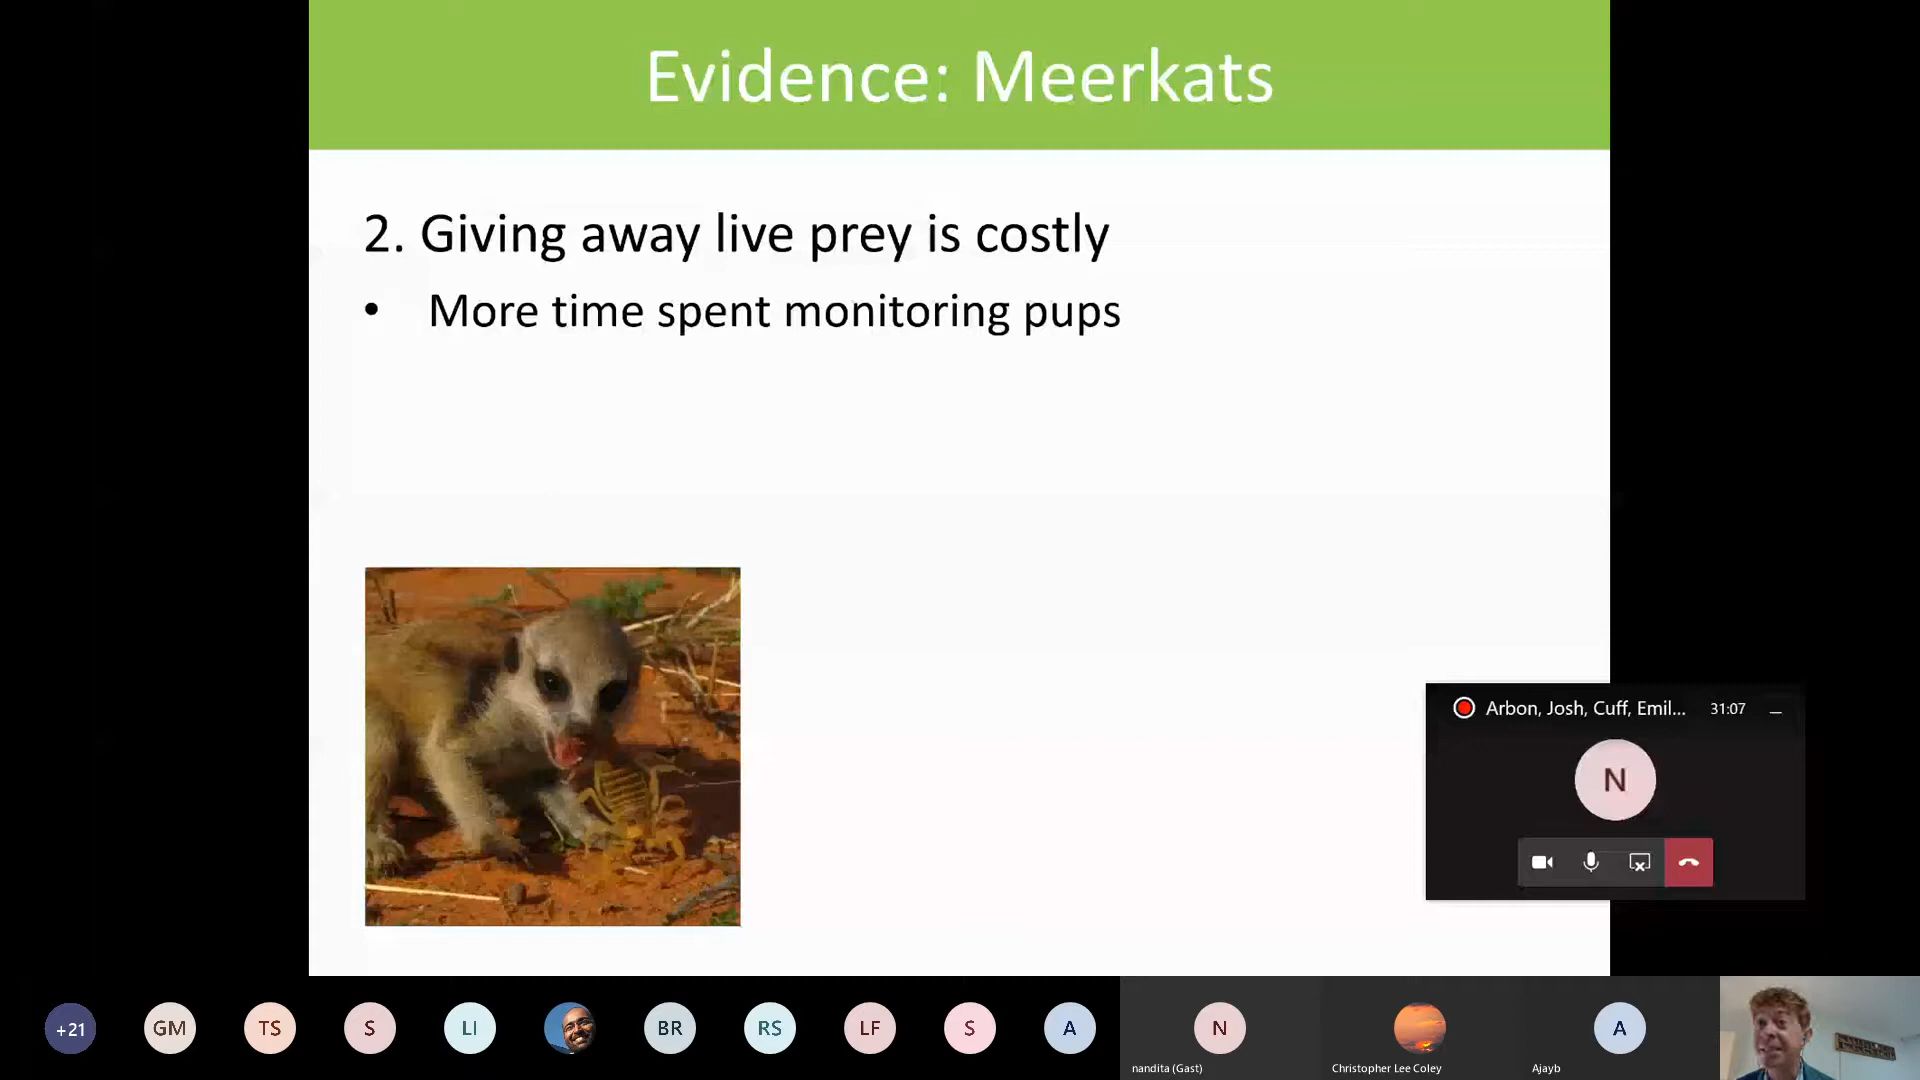 Evidence: Meerkats
2. Giving away live prey is costly
• More time spent monitoring pups
Arbon, Josh, Cuff, Emil... 31:07
N
+21 GM TS S LI BR RS LF S A N A
nandita (Gast) Christopher Lee Coley Ajayb